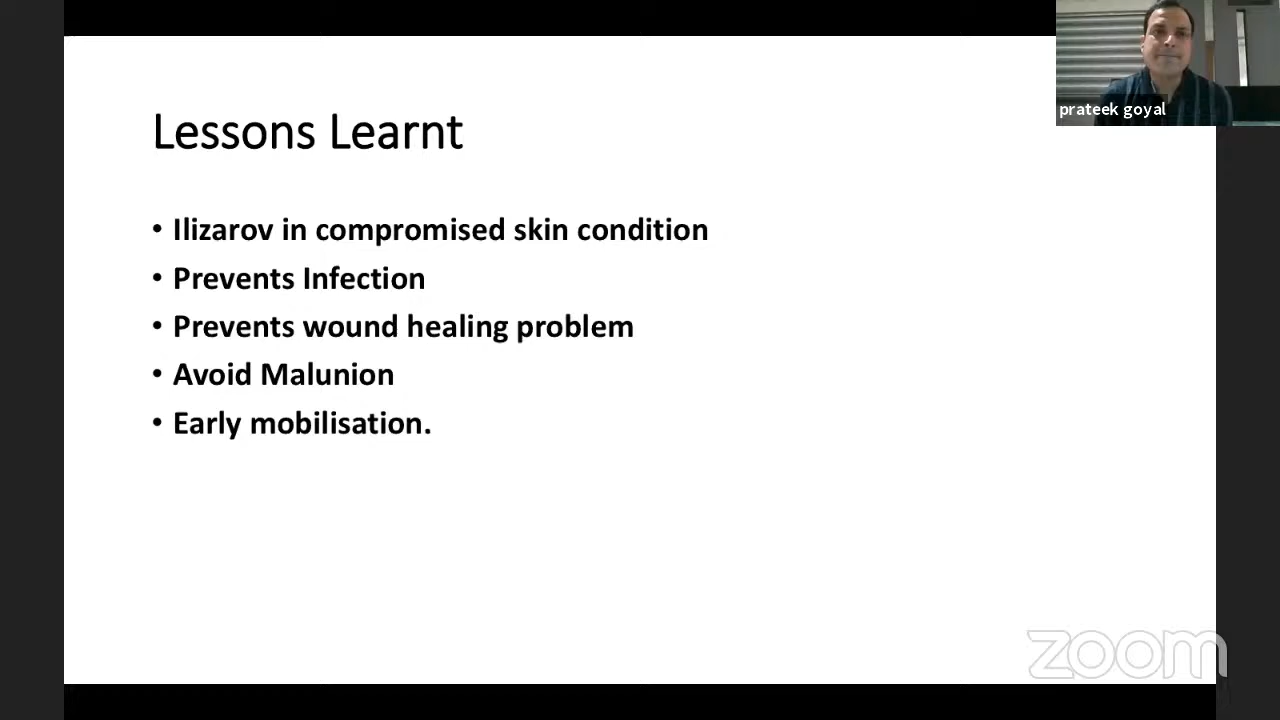 prateek goyal
Lessons Learnt
• Ilizarov in compromised skin condition
• Prevents Infection
• Prevents wound healing problem
• Avoid Malunion
• Early mobilisation.
zoom